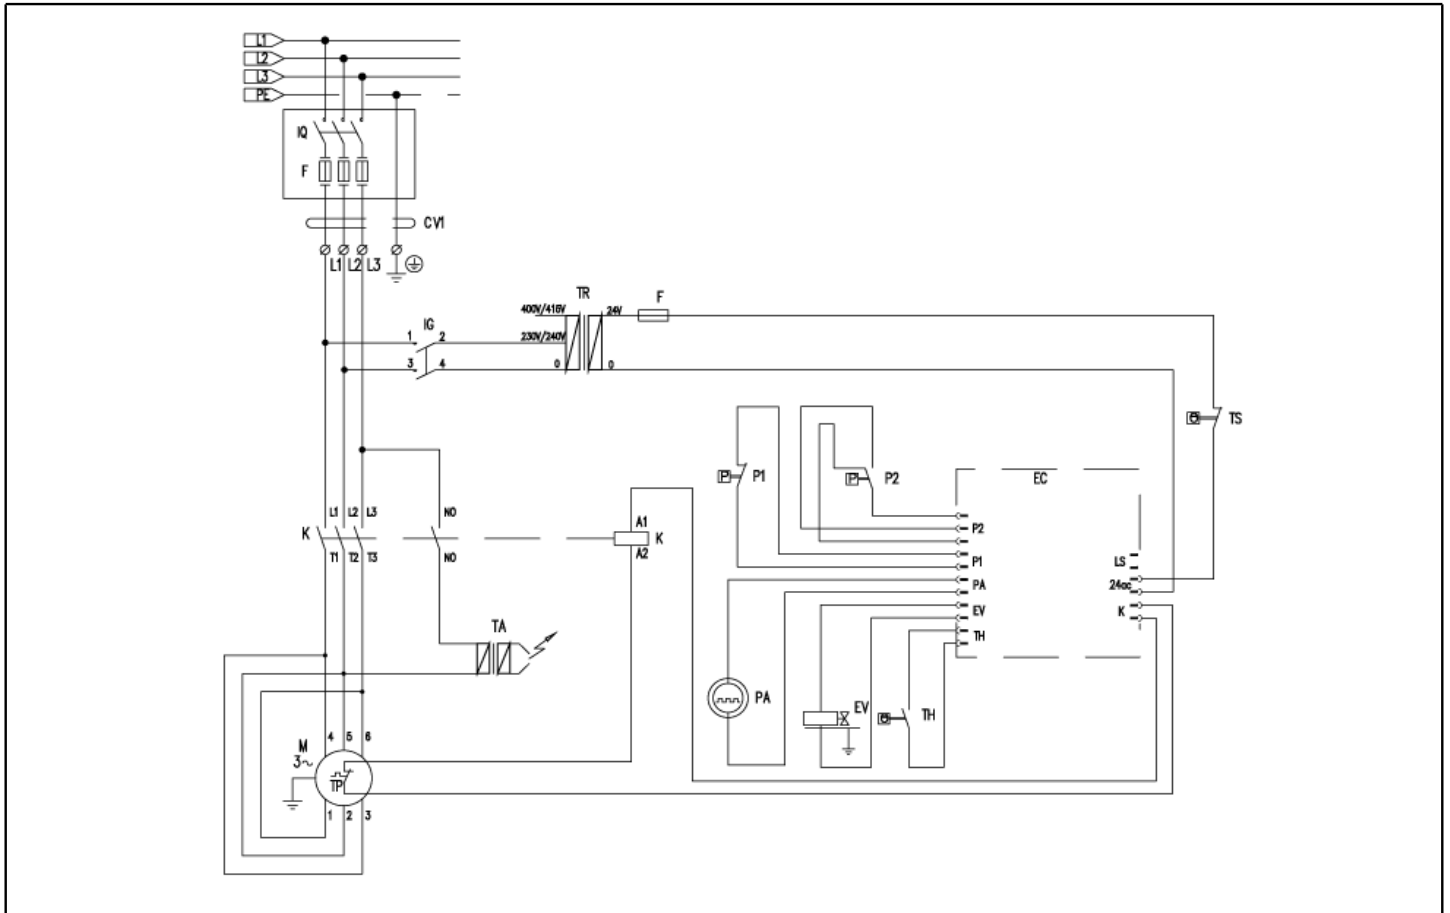 L1
L2
L3
PE
IQ
F
CV1
L1 L2 L3
TR
F
400V/415V 24V
IG
1 2 230V/240V
3 4 0 0
TS
P1 P2 EC
L1 L2 L3 NO
K A1
K
A2
T1 T2 T3 NO
P2
P1 LS
PA 24ac
EV K
TH
TA
PA EV TH
4 5 6
M
3~
TP
1 2 3
P
P